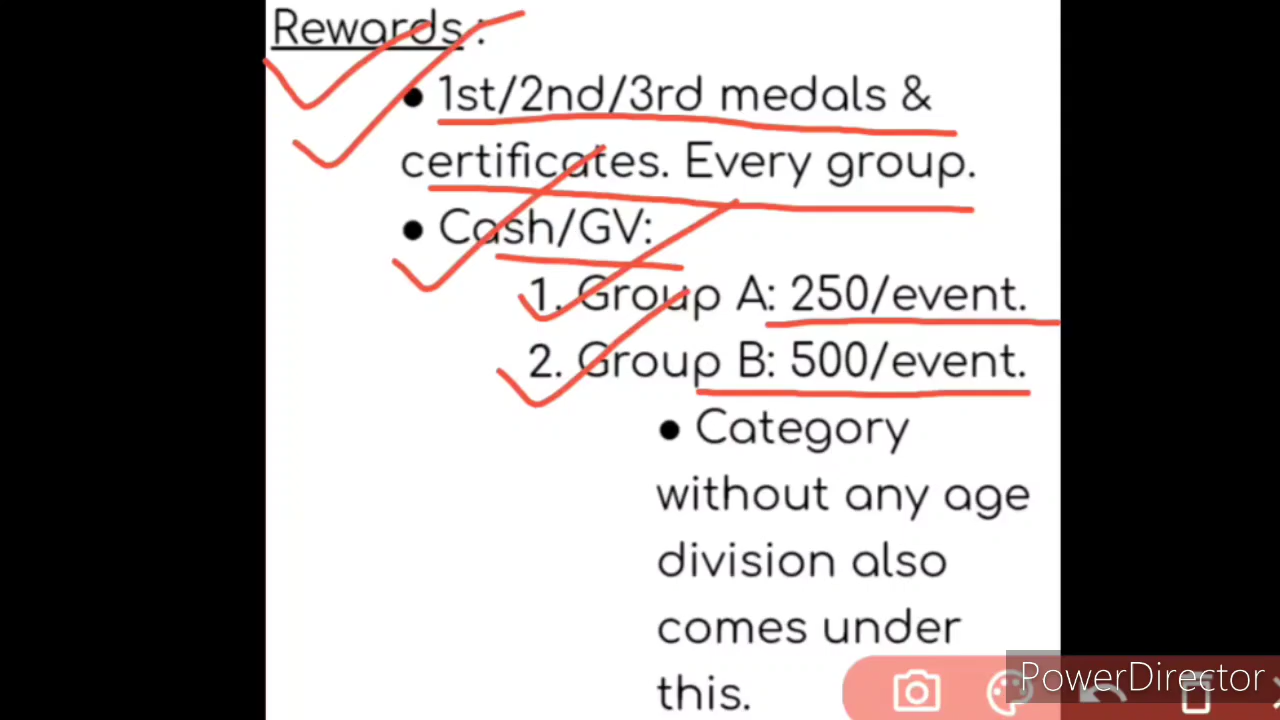 Rewards :
● 1st/2nd/3rd medals &
certificates. Every group.
● Cash/GV:
1. Group A: 250/event.
2. Group B: 500/event.
● Category
without any age
division also
comes under
this.
PowerDirector